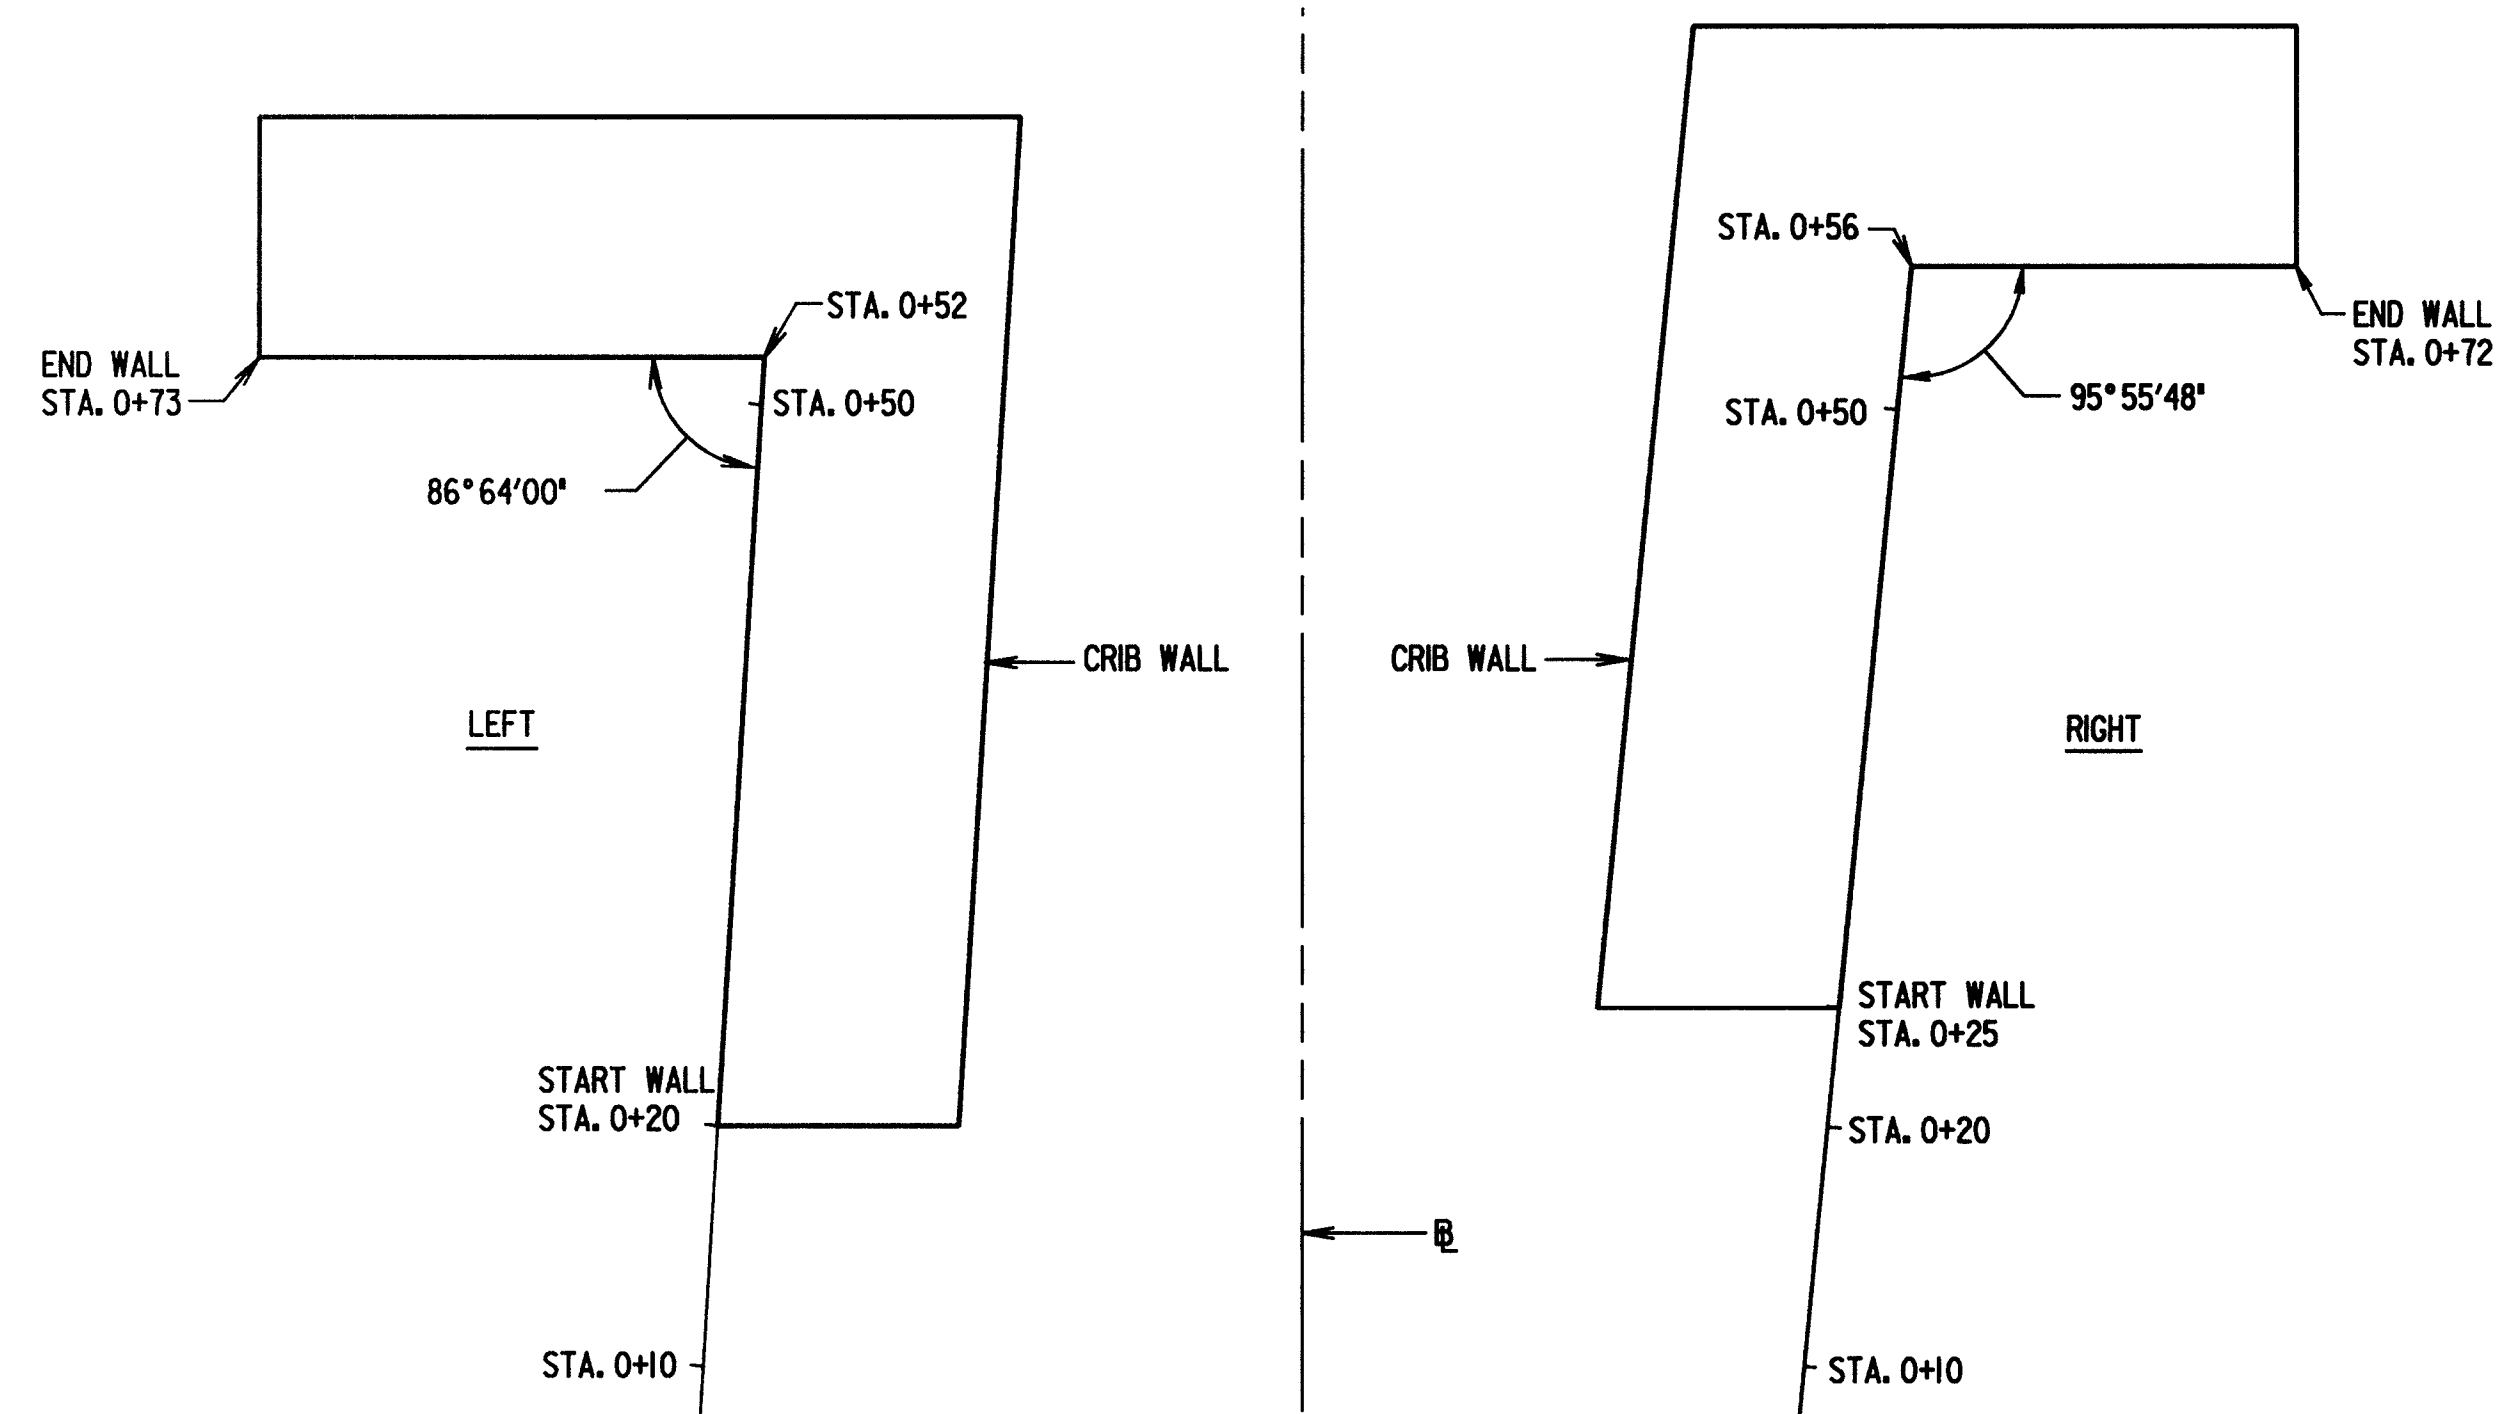 STA. 0+56
STA. 0+52
END WALL
STA. 0+72
END WALL
STA. 0+73
STA. 0+50
STA. 0+50
95°55'48"
86°64'00"
CRIB WALL
CRIB WALL
LEFT
RIGHT
START WALL
STA. 0+25
START WALL
STA. 0+20
STA. 0+20
BL
STA. 0+10
STA. 0+10